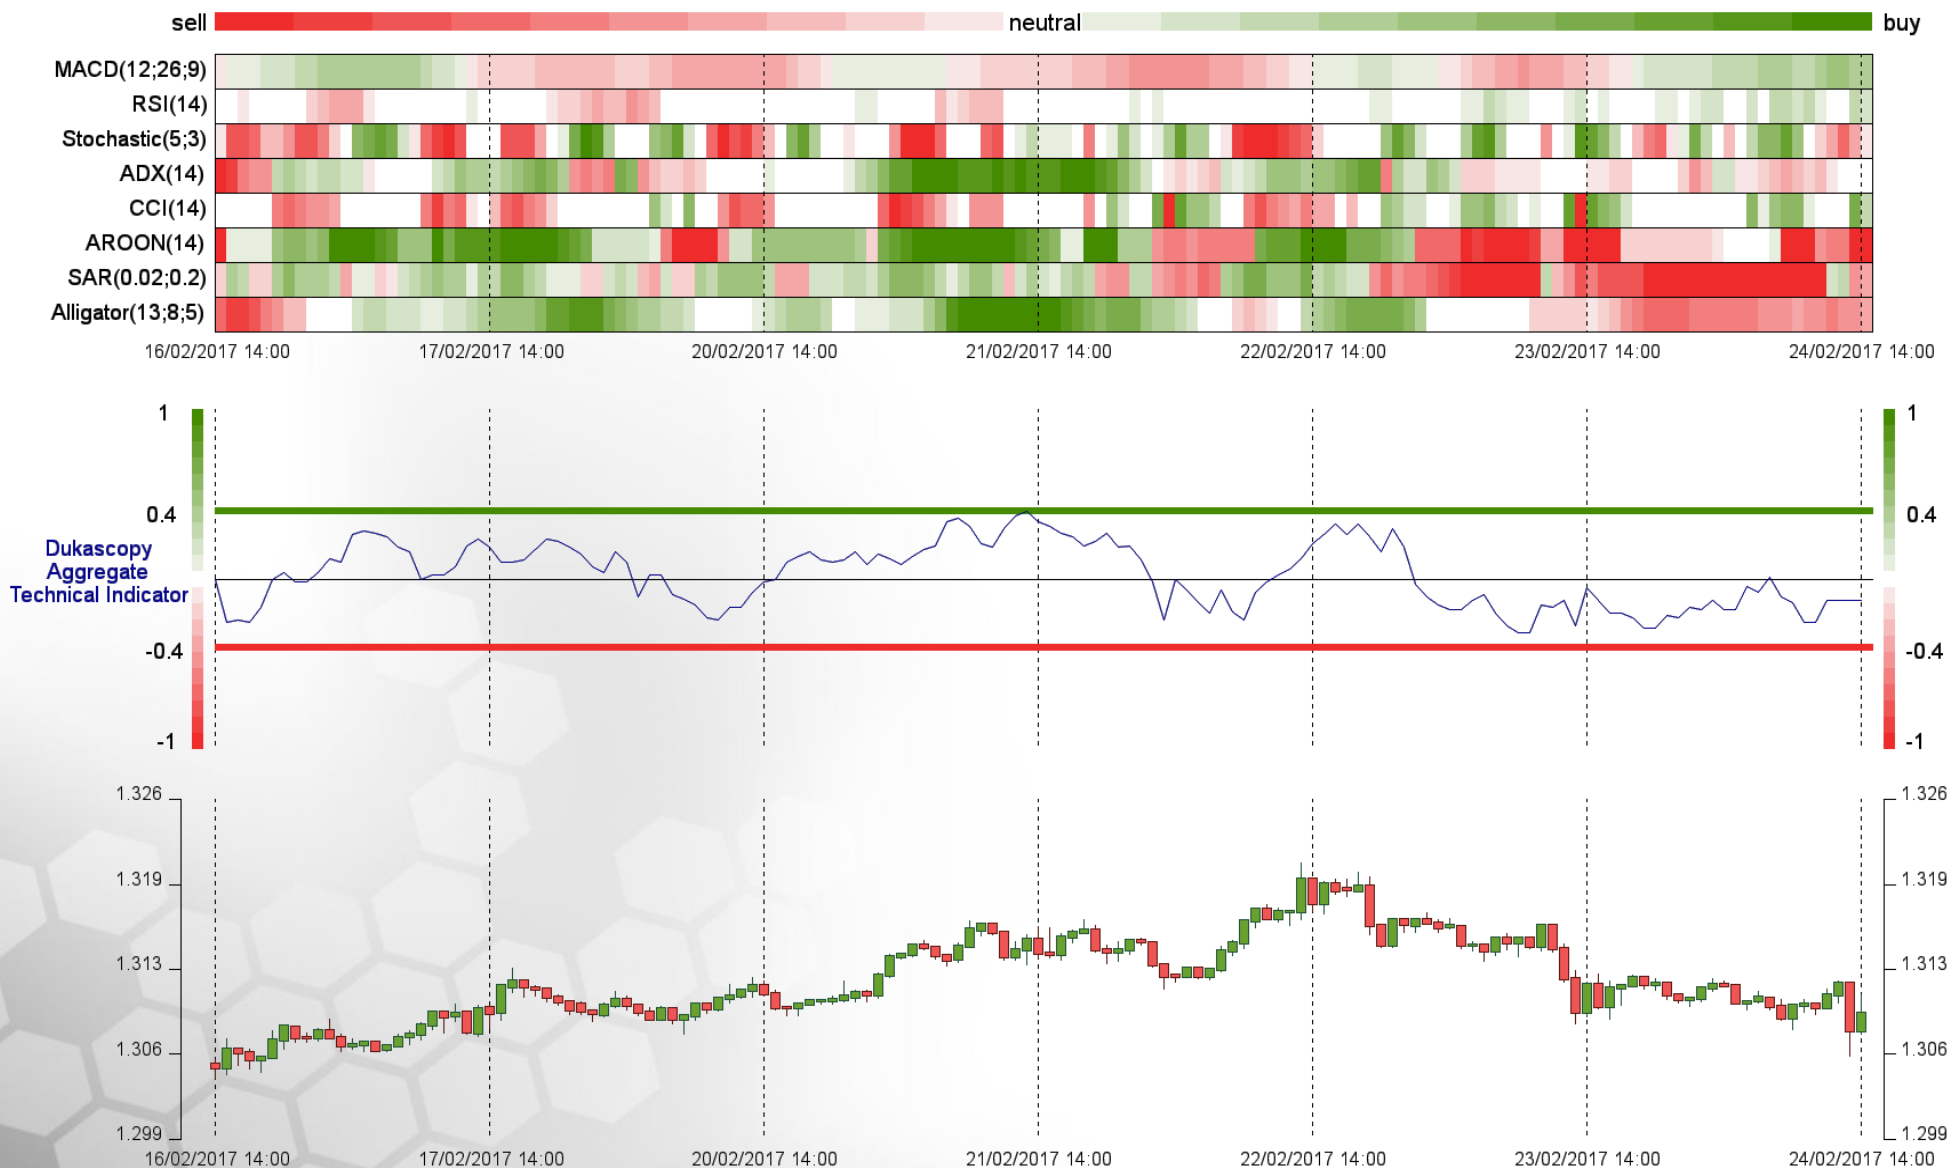 sell neutral buy
MACD(12;26;9)
RSI(14)
Stochastic(5;3)
ADX(14)
CCI(14)
AROON(14)
SAR(0.02;0.2)
Alligator(13;8;5)
16/02/2017 14:00 17/02/2017 14:00 20/02/2017 14:00 21/02/2017 14:00 22/02/2017 14:00 23/02/2017 14:00 24/02/2017 14:00
1 1
0.4 0.4
Dukascopy
Aggregate
Technical Indicator
-0.4 -0.4
-1 -1
1.326 1.326
1.319 1.319
1.313 1.313
1.306 1.306
1.299 1.299
16/02/2017 14:00 17/02/2017 14:00 20/02/2017 14:00 21/02/2017 14:00 22/02/2017 14:00 23/02/2017 14:00 24/02/2017 14:00